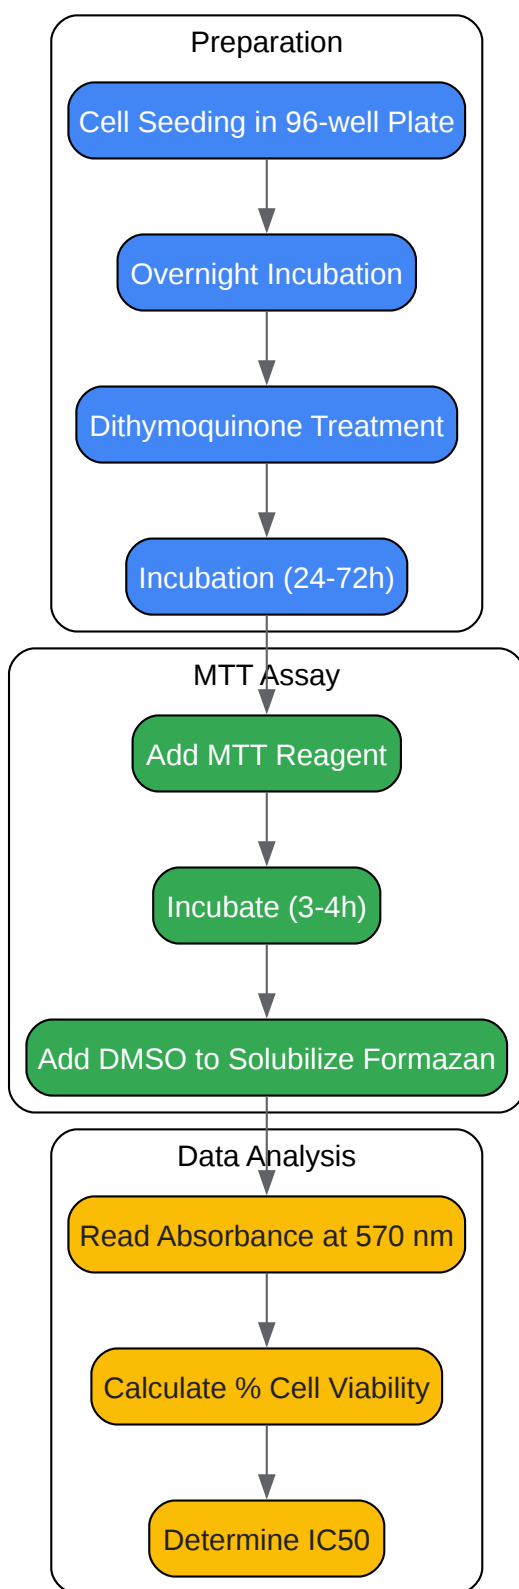 Preparation
Cell Seeding in 96-well Plate
Overnight Incubation
Dithymoquinone Treatment
Incubation (24-72h)
MTT Assay
Add MTT Reagent
Incubate (3-4h)
Add DMSO to Solubilize Formazan
Data Analysis
Read Absorbance at 570 nm
Calculate % Cell Viability
Determine IC50